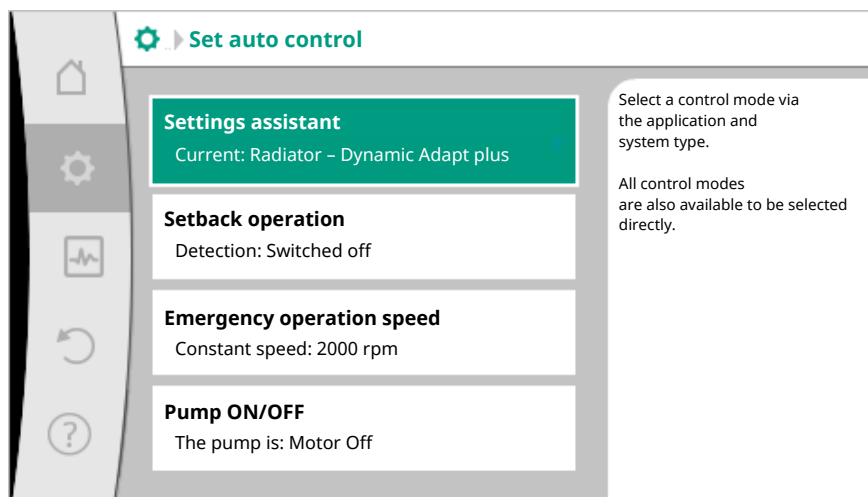 Set auto control
Settings assistant
Current: Radiator – Dynamic Adapt plus
Setback operation
Detection: Switched off
Emergency operation speed
Constant speed: 2000 rpm
Pump ON/OFF
The pump is: Motor Off
Select a control mode via
the application and
system type.
All control modes
are also available to be selected
directly.
?